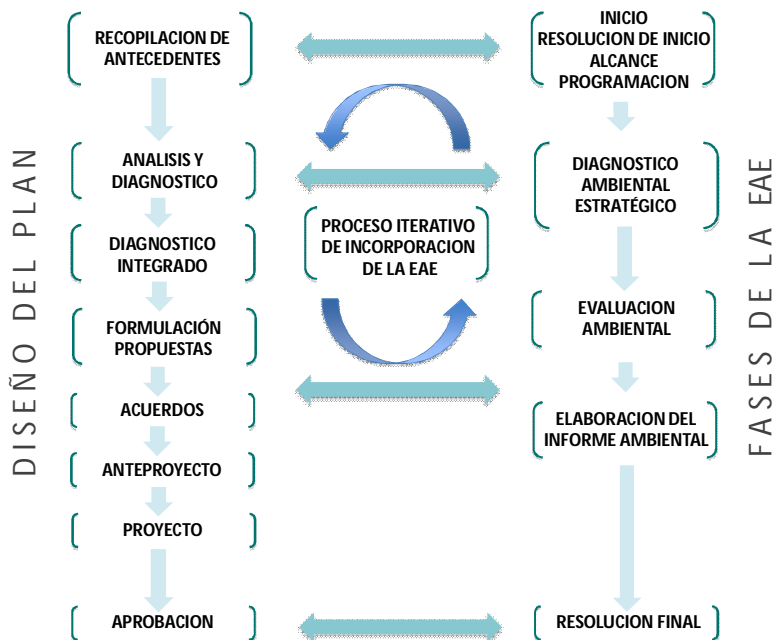 DISEÑO DEL PLAN
RECOPILACION DE
ANTECEDENTES
ANALISIS Y
DIAGNOSTICO
DIAGNOSTICO
INTEGRADO
FORMULACIÓN
PROPUESTAS
ACUERDOS
ANTEPROYECTO
PROYECTO
APROBACION
PROCESO ITERATIVO
DE INCORPORACION
DE LA EAE
INICIO
RESOLUCION DE INICIO
ALCANCE
PROGRAMACION
DIAGNOSTICO
AMBIENTAL
ESTRATÉGICO
EVALUACION
AMBIENTAL
ELABORACION DEL
INFORME AMBIENTAL
RESOLUCION FINAL
FASES DE LA EAE